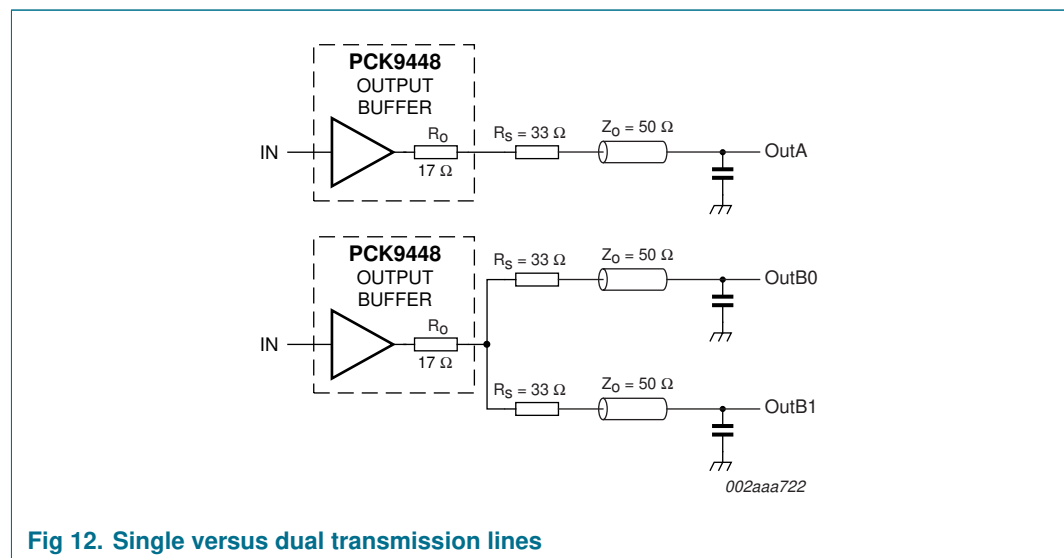 PCK9448
OUTPUT
BUFFER
IN
Ro
17 Ω
Rs = 33 Ω
Zo = 50 Ω
OutA
PCK9448
OUTPUT
BUFFER
IN
Ro
17 Ω
Rs = 33 Ω
Zo = 50 Ω
OutB0
Rs = 33 Ω
Zo = 50 Ω
OutB1
002aaa722
Fig 12. Single versus dual transmission lines